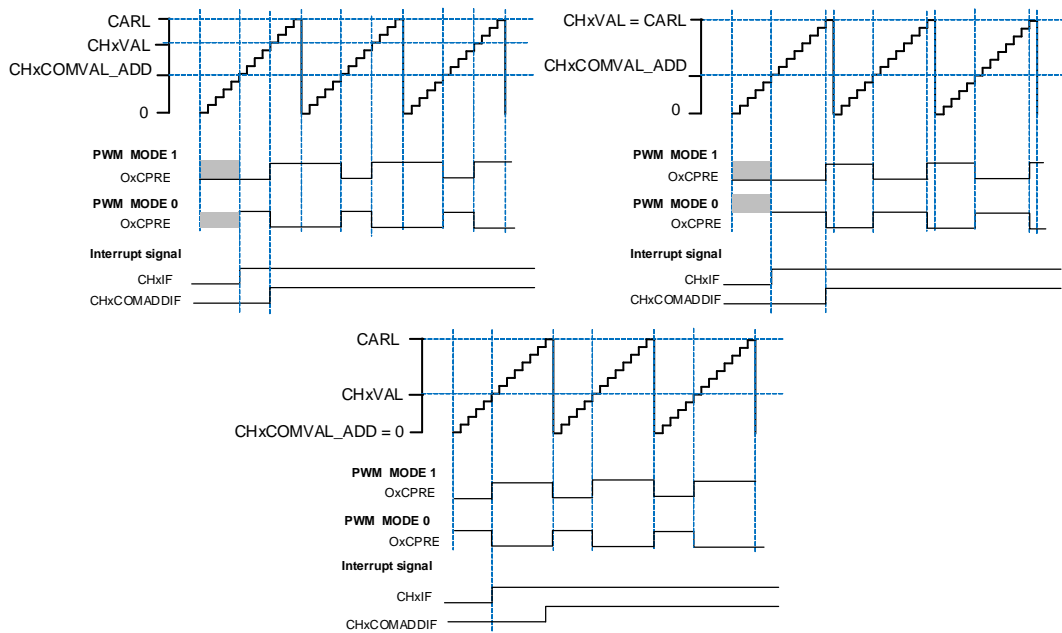 CARL
CHxVAL
CHxCOMVAL_ADD
0
PWM MODE 1
OxCPRE
PWM MODE 0
OxCPRE
Interrupt signal
CHxIF
CHxCOMADDIF
CHxVAL = CARL
CHxCOMVAL_ADD
0
PWM MODE 1
OxCPRE
PWM MODE 0
OxCPRE
Interrupt signal
CHxIF
CHxCOMADDIF
CARL
CHxVAL
CHxCOMVAL_ADD = 0
PWM MODE 1
OxCPRE
PWM MODE 0
OxCPRE
Interrupt signal
CHxIF
CHxCOMADDIF